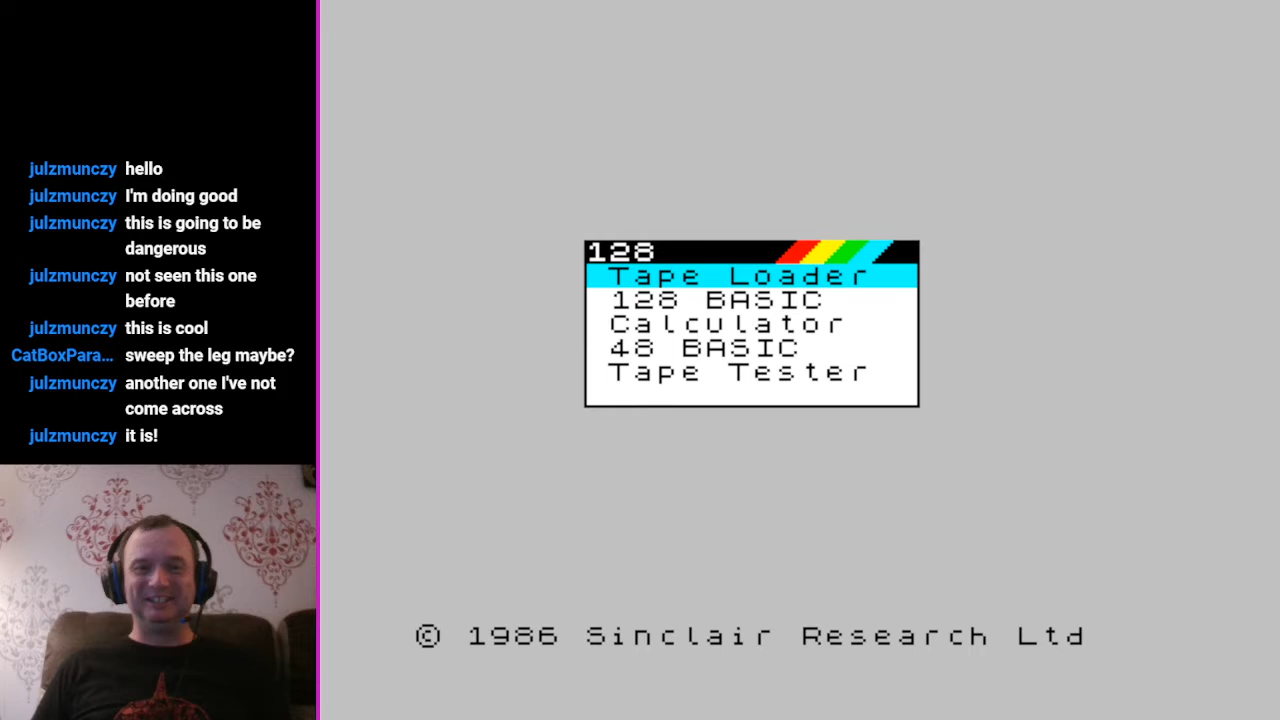 julzmunczy hello
julzmunczy I'm doing good
julzmunczy this is going to be
dangerous
julzmunczy not seen this one
before
julzmunczy this is cool
CatBoxPara... sweep the leg maybe?
julzmunczy another one I've not
come across
julzmunczy it is!
128
Tape Loader
128 BASIC
Calculator
48 BASIC
Tape Tester
© 1986 Sinclair Research Ltd